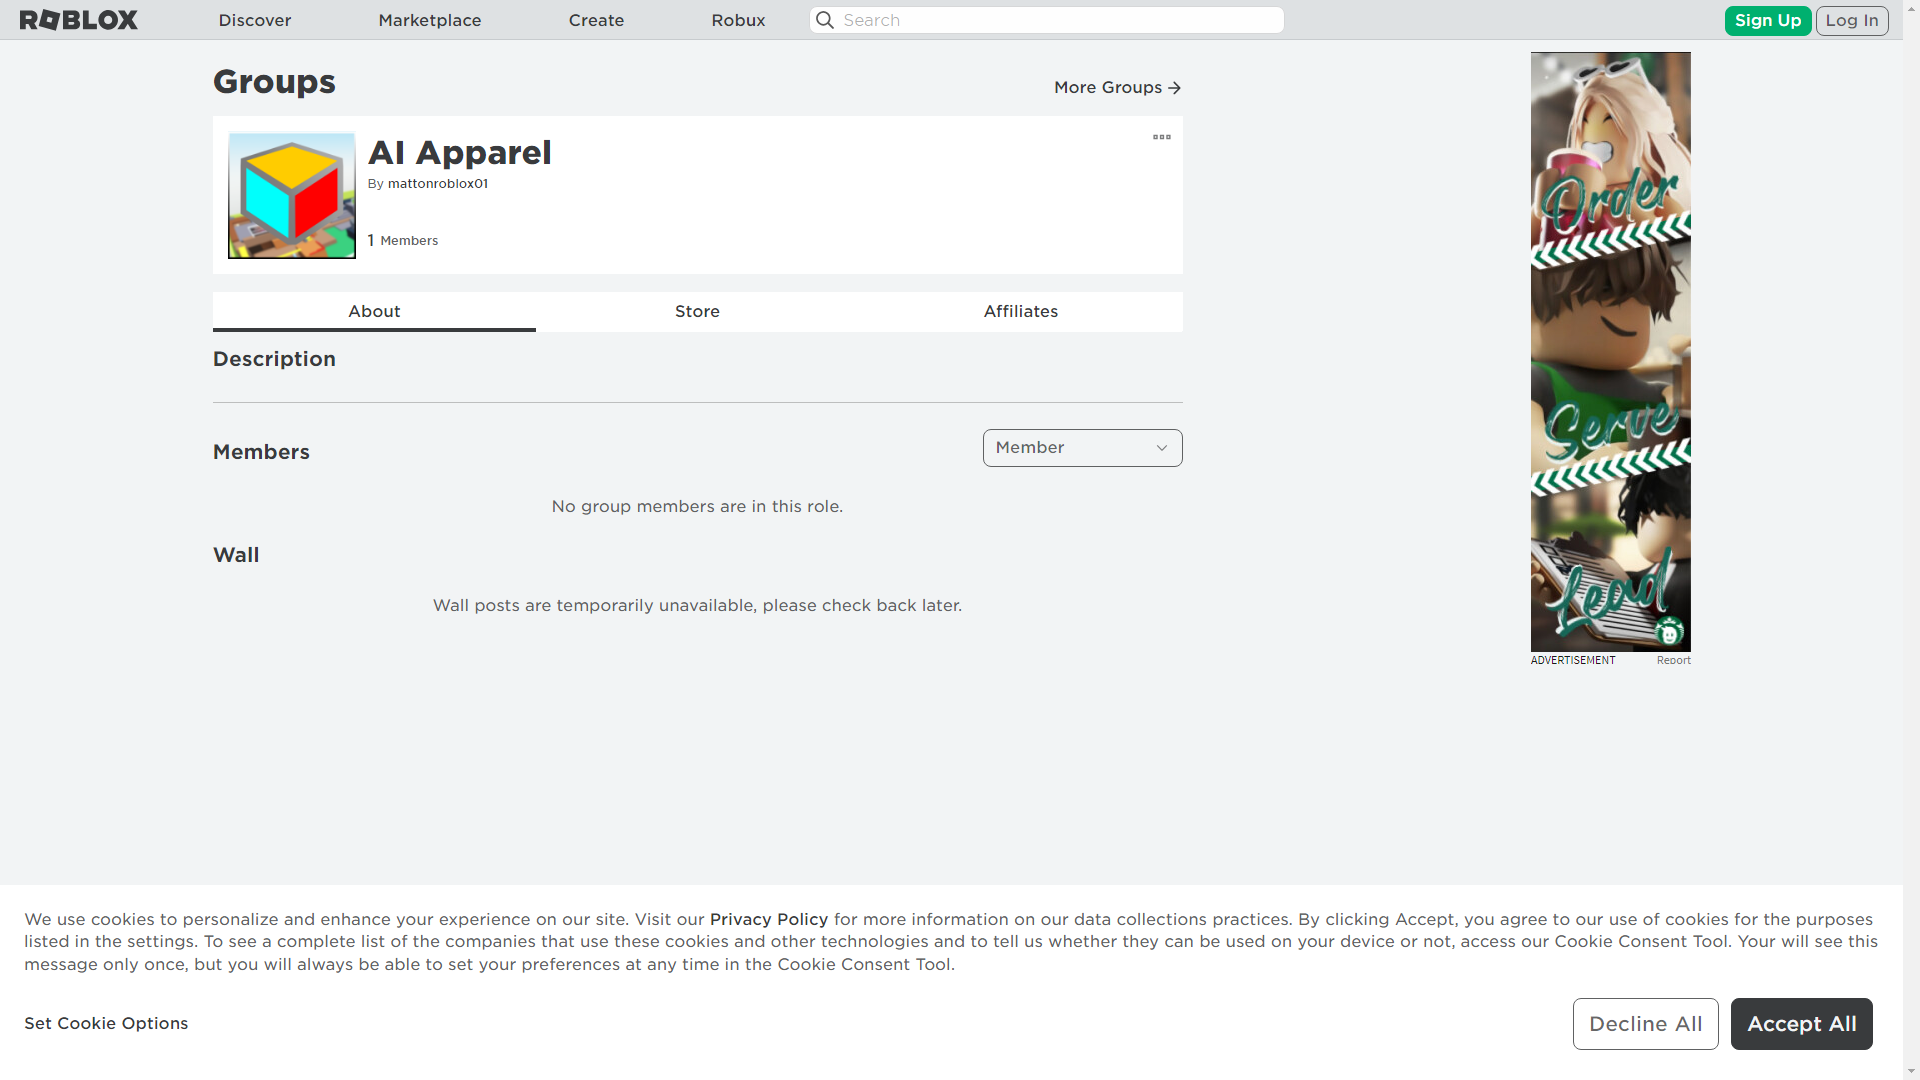 ROBLOX
Discover
Marketplace
Create
Robux
Search
Sign Up
Log In
Groups
More Groups
AI Apparel
By mattonroblox01
1 Members
About
Store
Affiliates
Description
Members
Member
No group members are in this role.
Wall
Wall posts are temporarily unavailable, please check back later.
Order
Serve
Lead
ADVERTISEMENT
Report
We use cookies to personalize and enhance your experience on our site. Visit our Privacy Policy for more information on our data collections practices. By clicking Accept, you agree to our use of cookies for the purposes
listed in the settings. To see a complete list of the companies that use these cookies and other technologies and to tell us whether they can be used on your device or not, access our Cookie Consent Tool. Your will see this
message only once, but you will always be able to set your preferences at any time in the Cookie Consent Tool.
Set Cookie Options
Decline All
Accept All